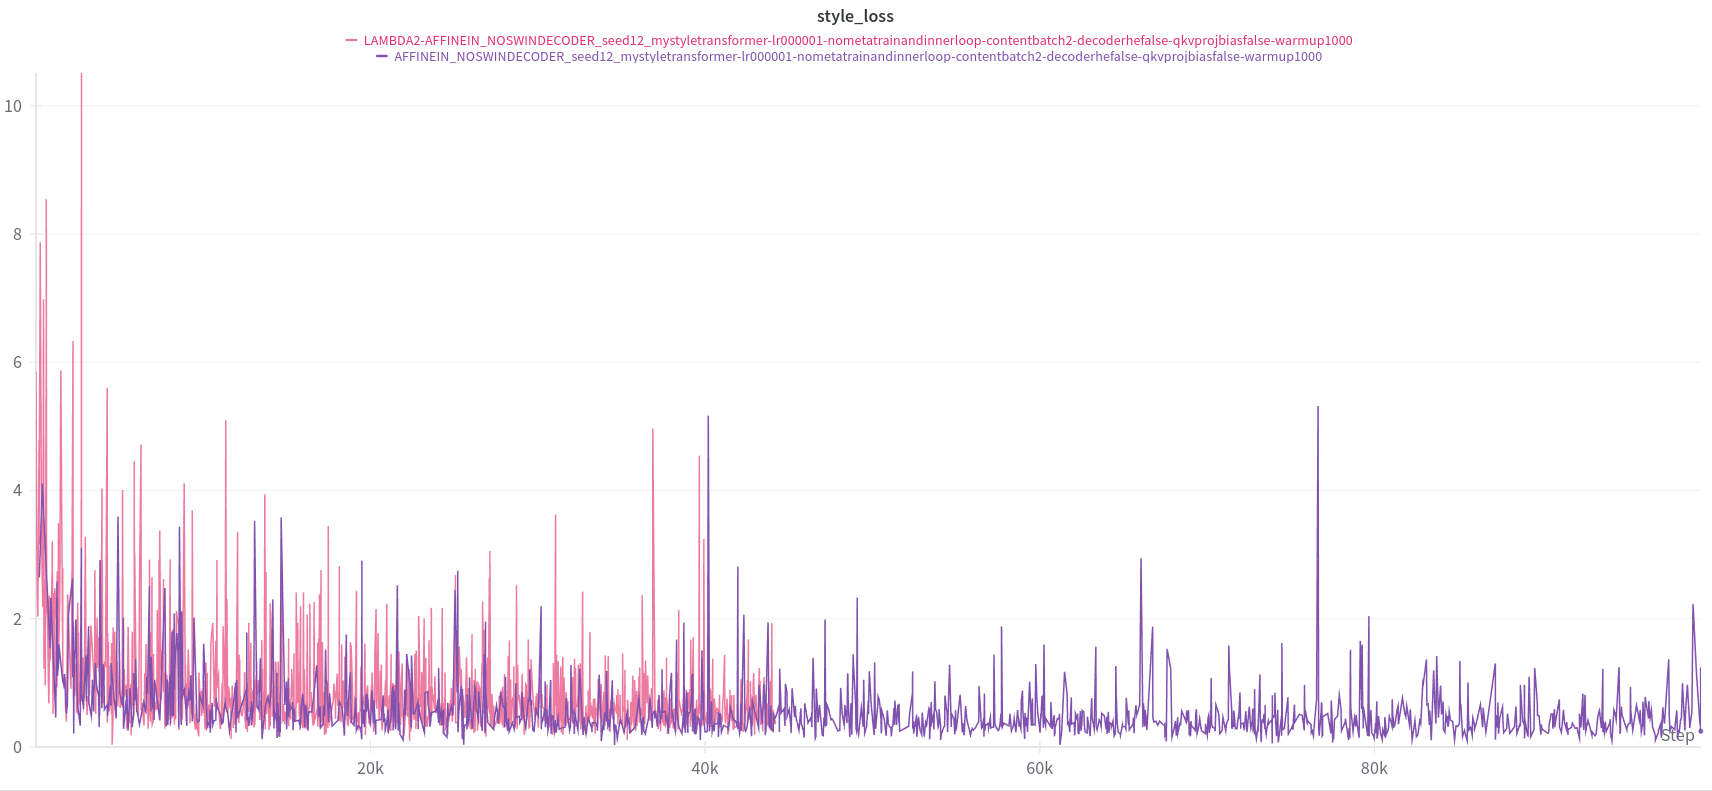 style_loss
LAMBDA2-AFFINEIN_NOSWINDECODER_seed12_mystyletransformer-lr000001-nometatrainandinnerloop-contentbatch2-decoderhefalse-qkvprojbiasfalse-warmup1000
AFFINEIN_NOSWINDECODER_seed12_mystyletransformer-lr000001-nometatrainandinnerloop-contentbatch2-decoderhefalse-qkvprojbiasfalse-warmup1000
10
8
6
4
2
0
Step
20k
40k
60k
80k